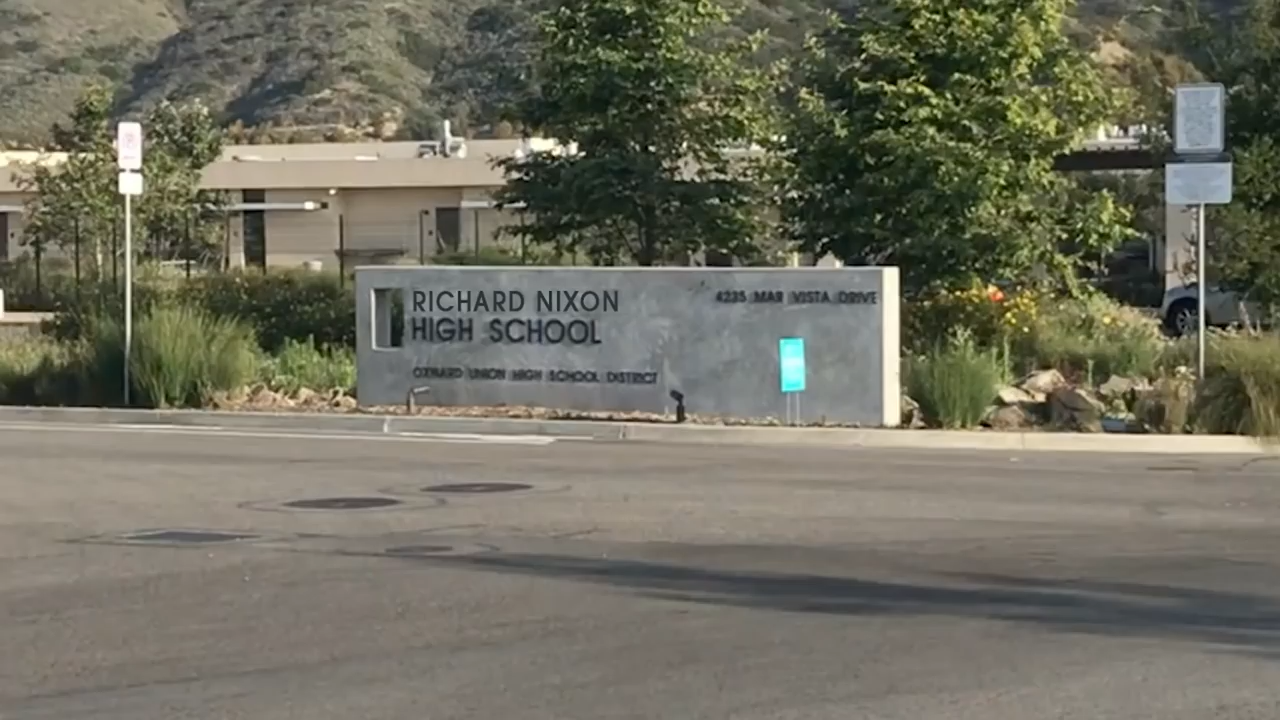 RICHARD NIXON
HIGH SCHOOL
4235 MAR VISTA DRIVE
OXNARD UNION HIGH SCHOOL DISTRICT